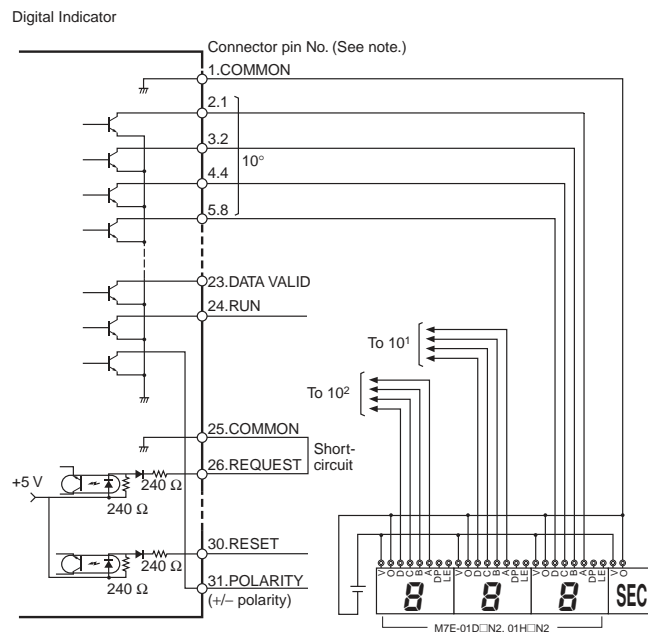 Digital Indicator
Connector pin No. (See note.)
1.COMMON
2.1
3.2
10°
4.4
5.8
23.DATA VALID
24.RUN
To 10¹
To 10²
25.COMMON
Short-
circuit
26.REQUEST
+5 V
240 Ω
240 Ω
30.RESET
240 Ω
240 Ω
31.POLARITY
(+/− polarity)
V O D C B A DP LE V O D C B A DP LE V O D C B A DP LE V O
8 8 8 SEC
M7E-01D□N2, 01H□N2